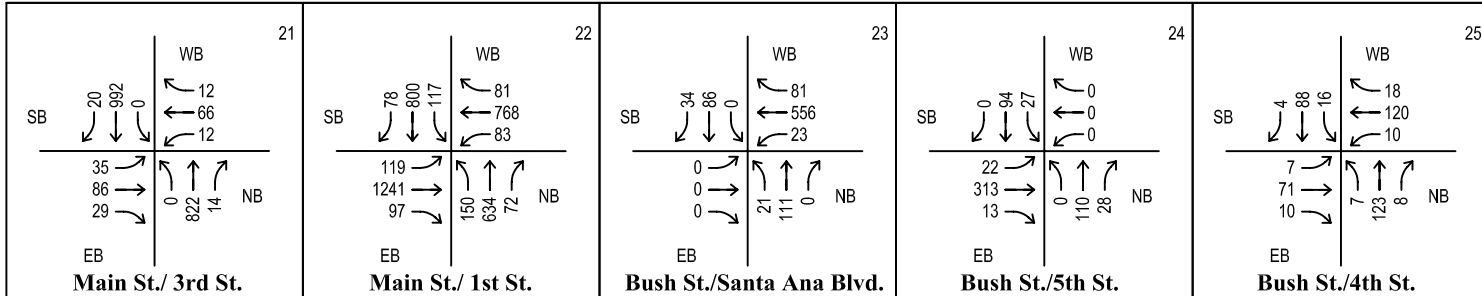 21
WB
SB
20 992 0
12
66
12
35
86
29
0 822 14
NB
EB
Main St./ 3rd St.
22
WB
SB
78 800 117
81
768
83
119
1241
97
150 634 72
NB
EB
Main St./ 1st St.
23
WB
SB
34 86 0
81
556
23
0
0
0
21 111 0
NB
EB
Bush St./Santa Ana Blvd.
24
WB
SB
0 94 27
0
0
0
22
313
13
0 110 28
NB
EB
Bush St./5th St.
25
WB
SB
4 88 16
18
120
10
7
71
10
7 123 8
NB
EB
Bush St./4th St.